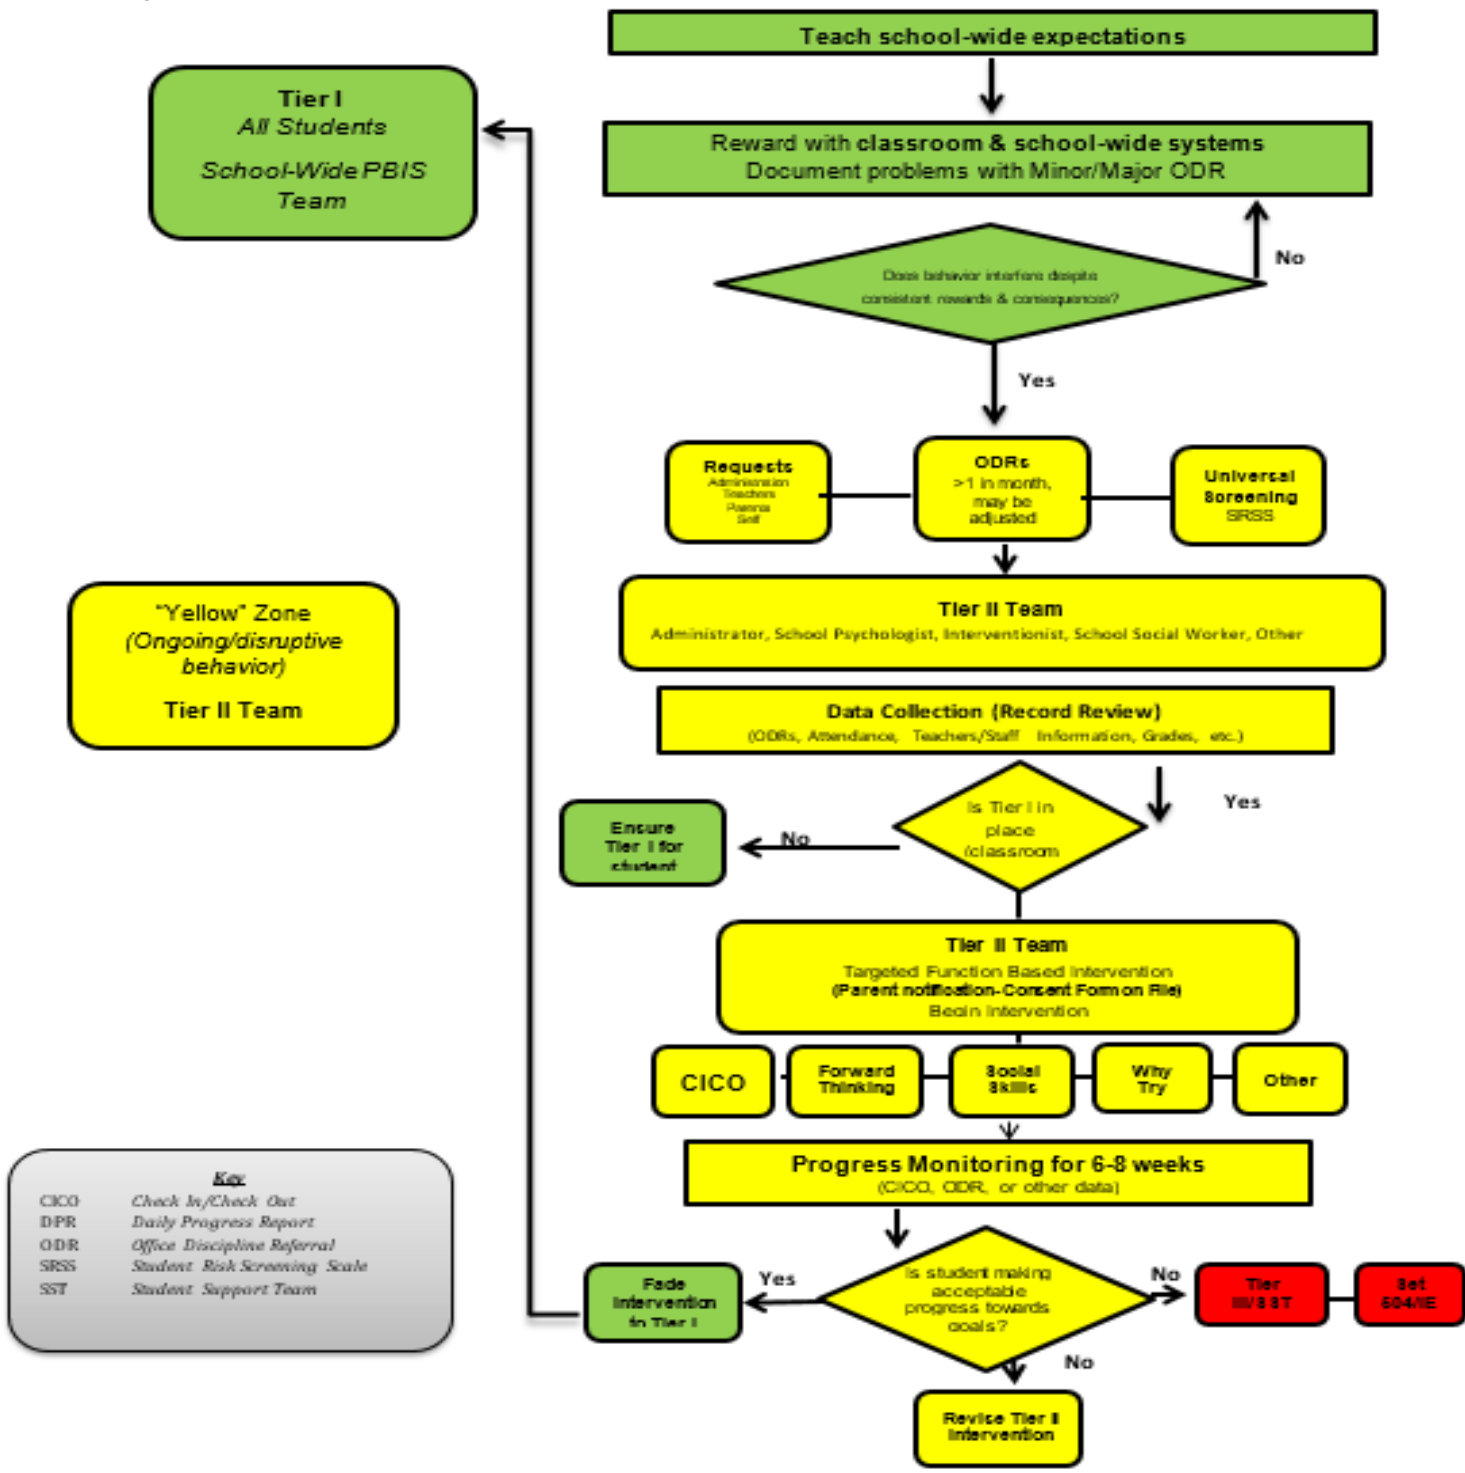 Teach school-wide expectations
Tier I
All Students
School-Wide PBIS
Team
Reward with classroom & school-wide systems
Document problems with Minor/Major ODR
No
Does behavior interfere despite
consistent rewards & consequences?
Yes
Requests
Administration
Teachers
Parents
Staff
ODRs
>1 in month,
may be
adjusted
Universal
Screening
SRSS
"Yellow" Zone
(Ongoing/disruptive
behavior)
Tier II Team
Tier II Team
Administrator, School Psychologist, Interventionist, School Social Worker, Other
Data Collection (Record Review)
(ODRs, Attendance, Teachers/Staff Information, Grades, etc.)
Yes
Is Tier I in
place
(classroom
No
Ensure
Tier I for
student
Tier II Team
Targeted Function Based Intervention
(Parent notification-Consent Form on File)
Begin Intervention
CICO
Forward
Thinking
Social
Skills
Why
Try
Other
Progress Monitoring for 6-8 weeks
(CICO, ODR, or other data)
Key
CICO Check In/Check Out
DPR Daily Progress Report
ODR Office Discipline Referral
SRSS Student Risk Screening Scale
SST Student Support Team
Fade
Intervention
to Tier I
Yes
Is student making
acceptable
progress towards
goals?
No
Tier
III/SST
Set
504/IE
No
Revise Tier II
Intervention